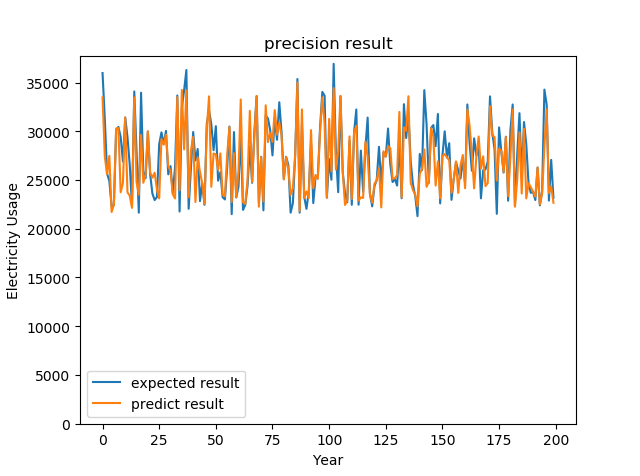 precision result
Electricity Usage
35000
30000
25000
20000
15000
10000
5000
0
expected result
predict result
0 25 50 75 100 125 150 175 200
Year